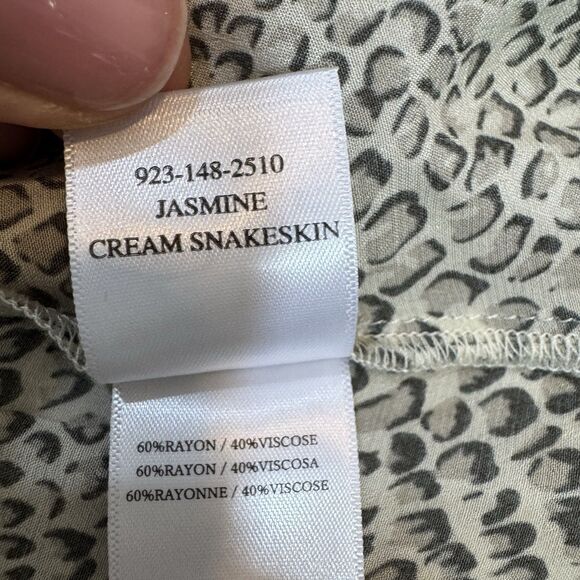 923-148-2510
JASMINE
CREAM SNAKESKIN
60%RAYON / 40%VISCOSE
60%RAYON / 40%VISCOSA
60%RAYONNE / 40%VISCOSE